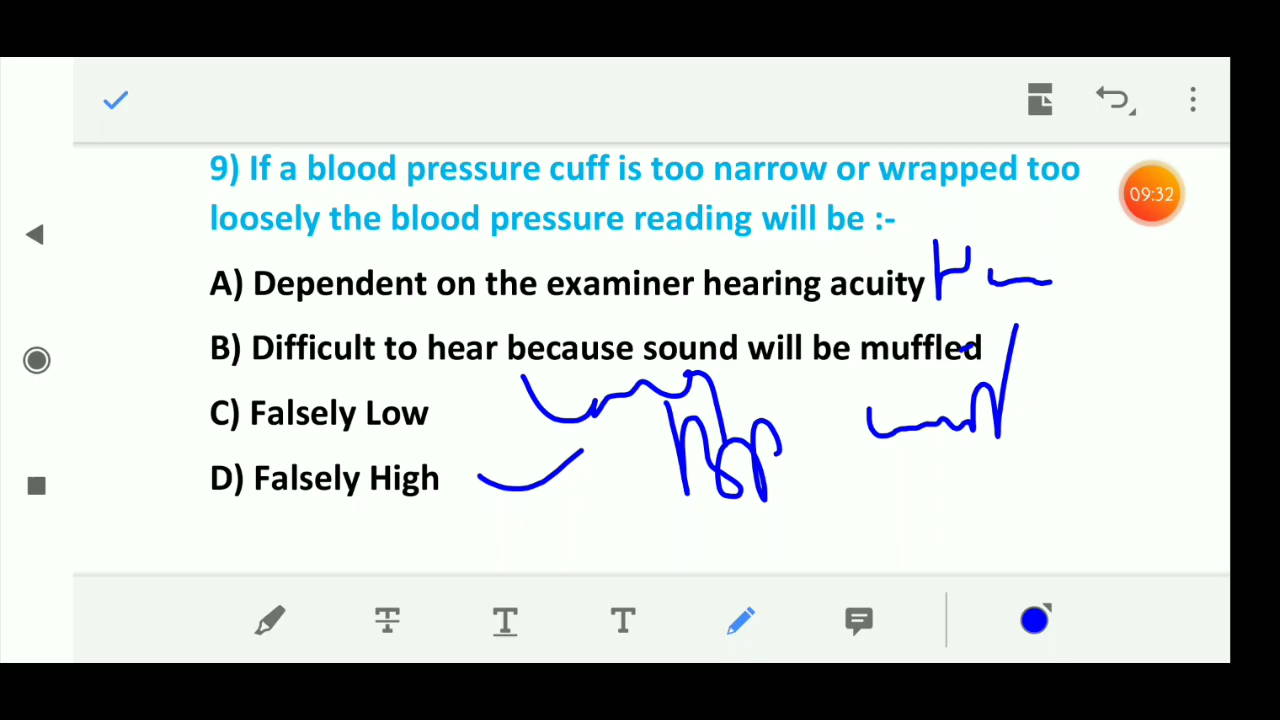 09:32
9) If a blood pressure cuff is too narrow or wrapped too
loosely the blood pressure reading will be :-
A) Dependent on the examiner hearing acuity
B) Difficult to hear because sound will be muffled
C) Falsely Low
D) Falsely High